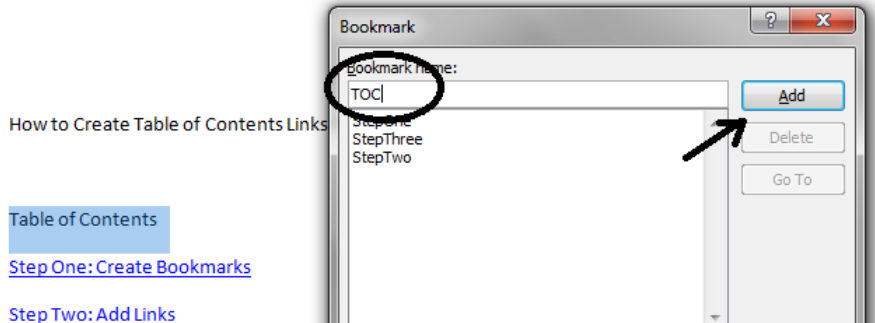 Bookmark
Bookmark name:
TOC
StepOne
StepThree
StepTwo
Add
Delete
Go To
How to Create Table of Contents Links
Table of Contents
Step One: Create Bookmarks
Step Two: Add Links